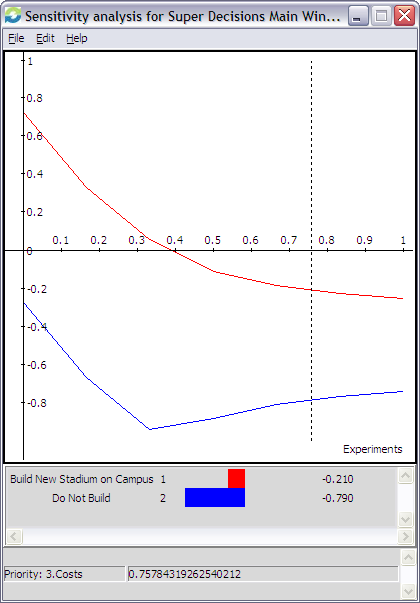 Sensitivity analysis for Super Decisions Main Win...
File Edit Help
1
0.8
0.6
0.4
0.2
0.1 0.2 0.3 0.4 0.5 0.6 0.7 0.8 0.9 1
0
-0.2
-0.4
-0.6
-0.8
Experiments
Build New Stadium on Campus 1 -0.210
Do Not Build 2 -0.790
Priority: 3.Costs 0.75784319262540212